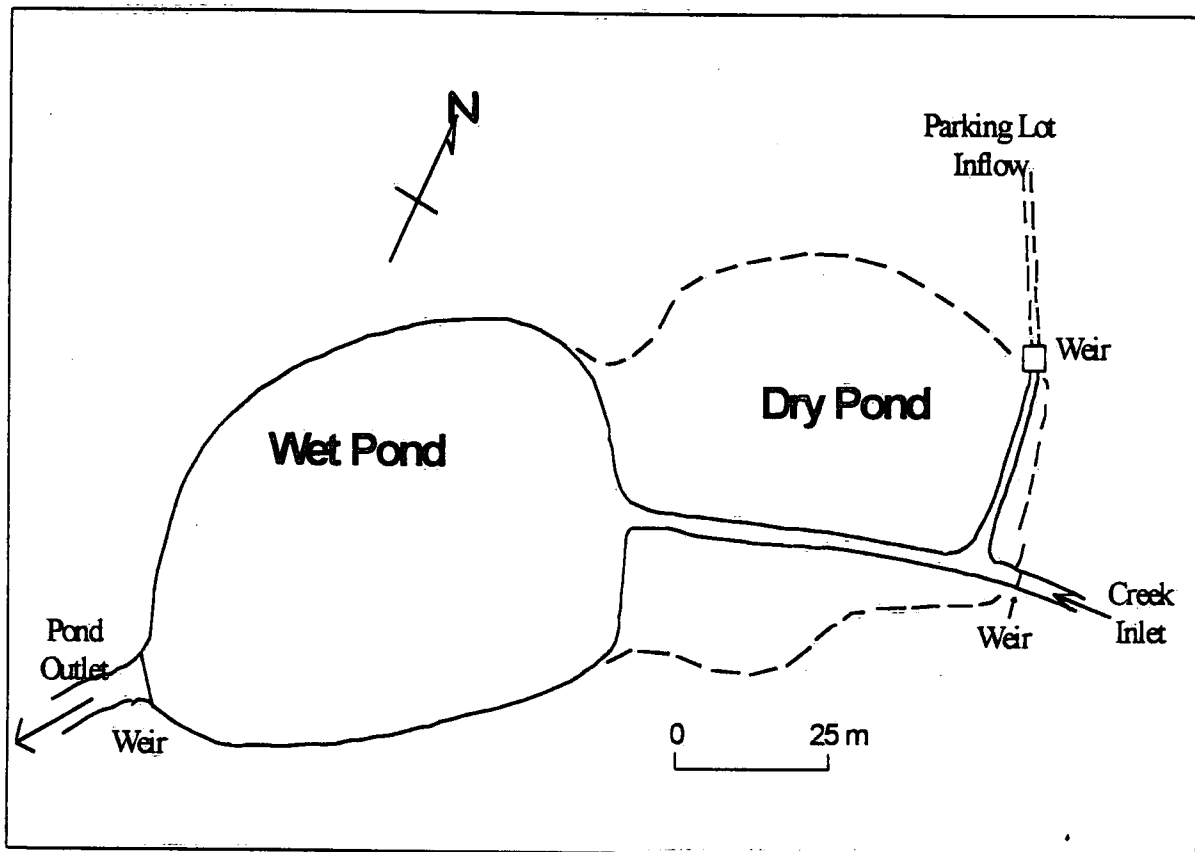 N
Parking Lot
Inflow
Weir
Dry Pond
Wet Pond
Creek
Inlet
Weir
Pond
Outlet
Weir
0 25 m